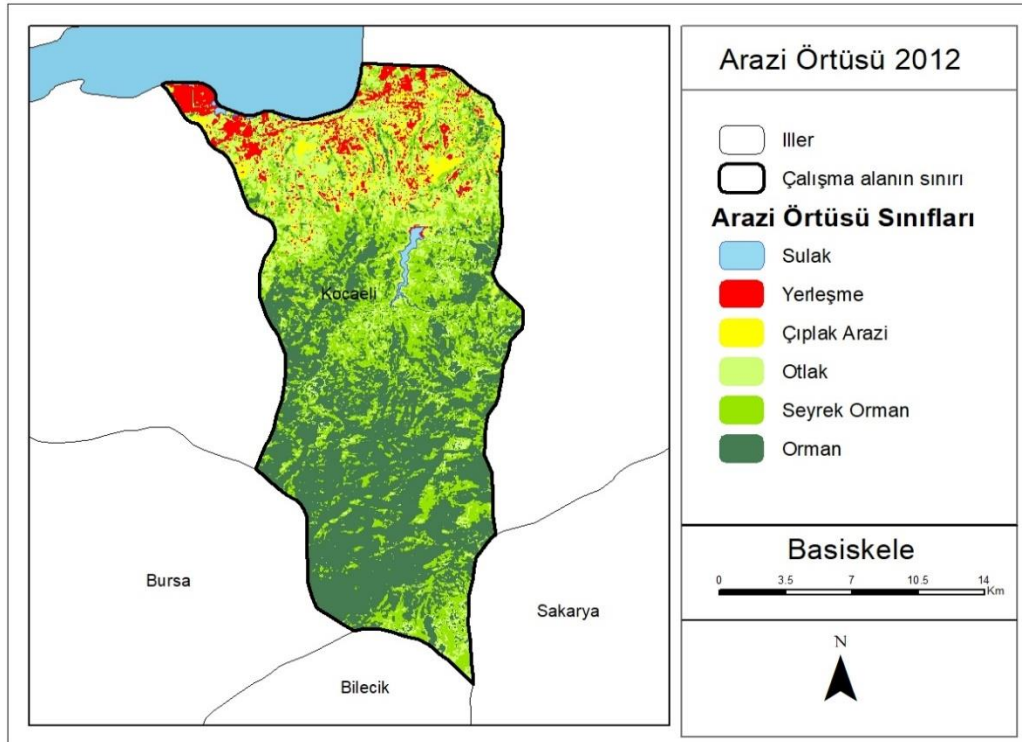 Arazi Örtüsü 2012
Iller
Çalışma alanın sınırı
Arazi Örtüsü Sınıfları
Sulak
Yerleşme
Çıplak Arazi
Otlak
Seyrek Orman
Orman
Basiskele
0 3.5 7 10.5 14
Km
N
Kocaeli
Bursa
Sakarya
Bilecik